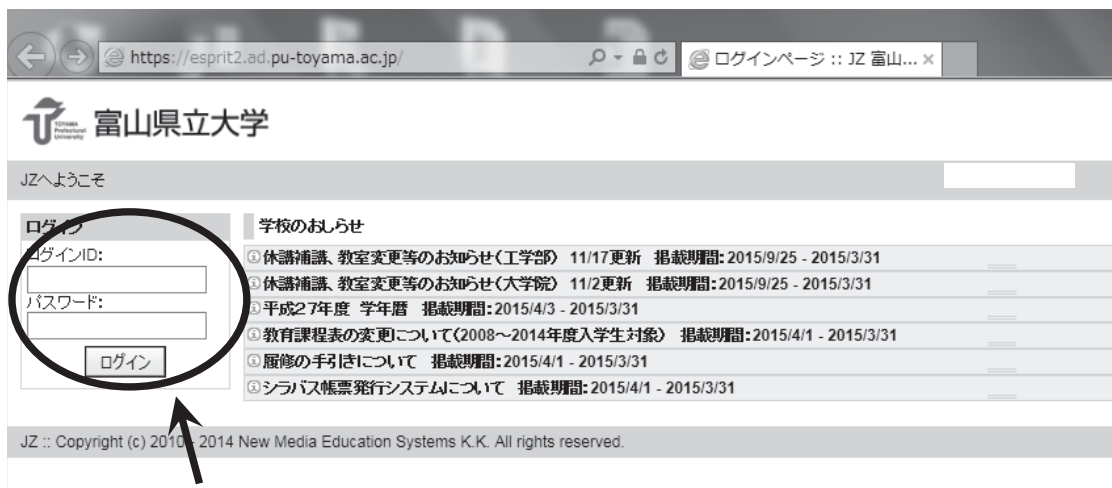 https://esprit2.ad.pu-toyama.ac.jp/
ログインページ :: JZ 富山...
TOYAMA Prefectural University
富山県立大学
JZへようこそ
ログイン
ログインID:
パスワード:
ログイン
学校のおしらせ
休講補講、教室変更等のお知らせ(工学部) 11/17更新 掲載期間:2015/9/25 - 2015/3/31
休講補講、教室変更等のお知らせ(大学院) 11/2更新 掲載期間:2015/9/25 - 2015/3/31
平成27年度 学年暦 掲載期間:2015/4/3 - 2015/3/31
教育課程表の変更について(2008～2014年度入学生対象) 掲載期間:2015/4/1 - 2015/3/31
履修の手引きについて 掲載期間:2015/4/1 - 2015/3/31
シラバス帳票発行システムについて 掲載期間:2015/4/1 - 2015/3/31
JZ :: Copyright (c) 2010 - 2014 New Media Education Systems K.K. All rights reserved.